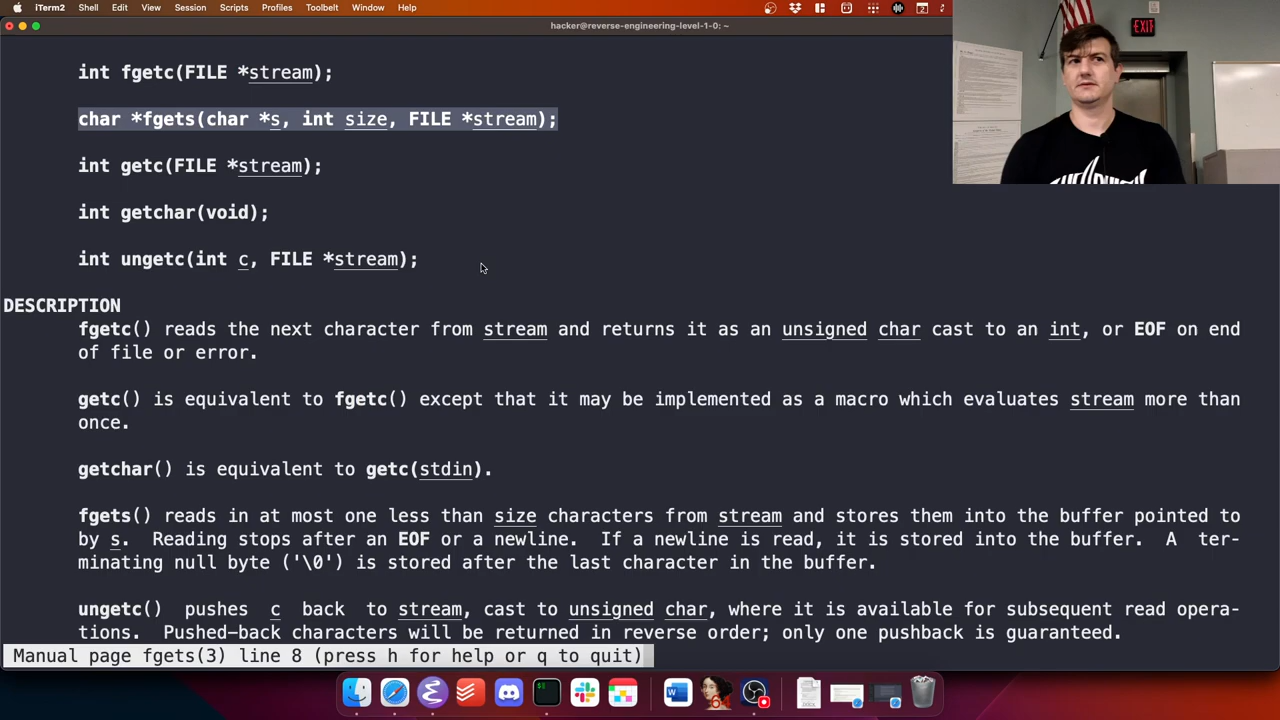 iTerm2 Shell Edit View Session Scripts Profiles Toolbelt Window Help
hacker@reverse-engineering-level-1-0: ~
EXIT
int fgetc(FILE *stream);
char *fgets(char *s, int size, FILE *stream);
int getc(FILE *stream);
int getchar(void);
int ungetc(int c, FILE *stream);
DESCRIPTION
fgetc() reads the next character from stream and returns it as an unsigned char cast to an int, or EOF on end
of file or error.
getc() is equivalent to fgetc() except that it may be implemented as a macro which evaluates stream more than
once.
getchar() is equivalent to getc(stdin).
fgets() reads in at most one less than size characters from stream and stores them into the buffer pointed to
by s. Reading stops after an EOF or a newline. If a newline is read, it is stored into the buffer. A ter-
minating null byte ('\0') is stored after the last character in the buffer.
ungetc() pushes c back to stream, cast to unsigned char, where it is available for subsequent read opera-
tions. Pushed-back characters will be returned in reverse order; only one pushback is guaranteed.
Manual page fgets(3) line 8 (press h for help or q to quit)